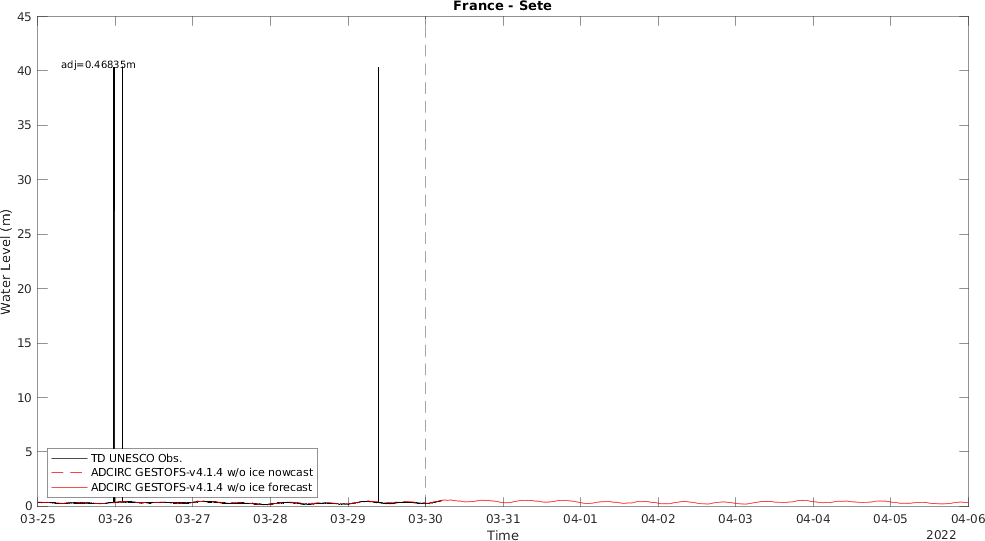 France - Sete
45
40
35
30
25
20
15
10
5
0
Water Level (m)
adj=0.46835m
TD UNESCO Obs.
ADCIRC GESTOFS-v4.1.4 w/o ice nowcast
ADCIRC GESTOFS-v4.1.4 w/o ice forecast
03-25 03-26 03-27 03-28 03-29 03-30 03-31 04-01 04-02 04-03 04-04 04-05 04-06
Time
2022